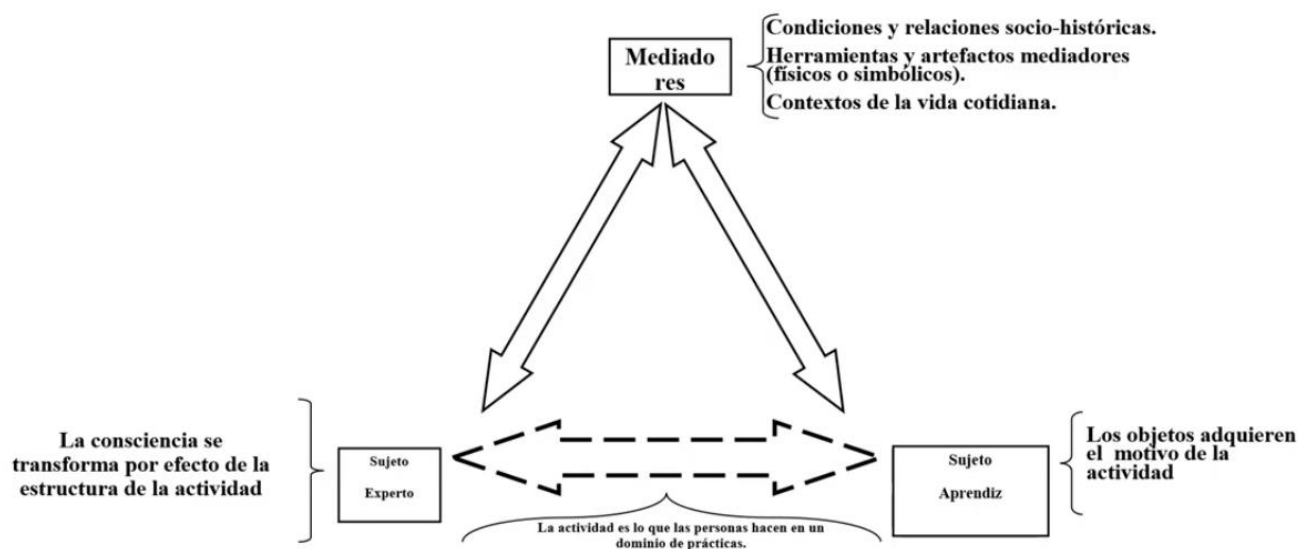 Condiciones y relaciones socio-históricas.
Herramientas y artefactos mediadores
(físicos o simbólicos).
Contextos de la vida cotidiana.
Mediado
res
La consciencia se
transforma por efecto de la
estructura de la actividad
Sujeto
Experto
Sujeto
Aprendiz
Los objetos adquieren
el motivo de la
actividad
La actividad es lo que las personas hacen en un
dominio de prácticas.